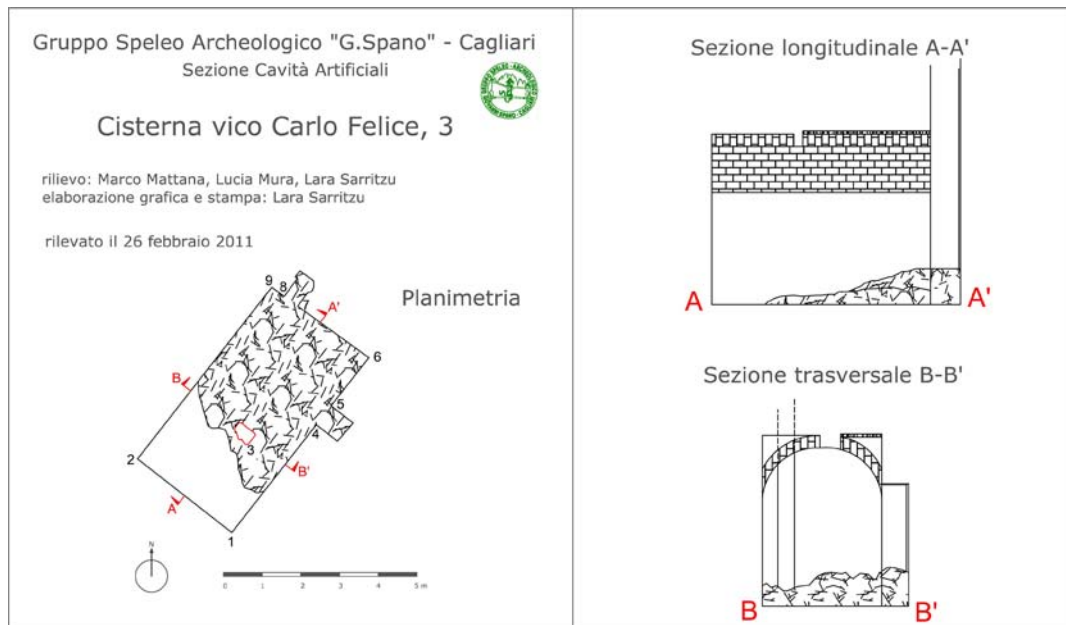 Gruppo Speleo Archeologico "G.Spano" - Cagliari
Sezione Cavità Artificiali
Cisterna vico Carlo Felice, 3
rilievo: Marco Mattana, Lucia Mura, Lara Sarritzu
elaborazione grafica e stampa: Lara Sarritzu
rilevato il 26 febbraio 2011
Planimetria
9
8
A'
6
B
5
4
3
B'
2
A
1
N
0 1 2 3 4 5 m
Sezione longitudinale A-A'
A A'
Sezione trasversale B-B'
B B'